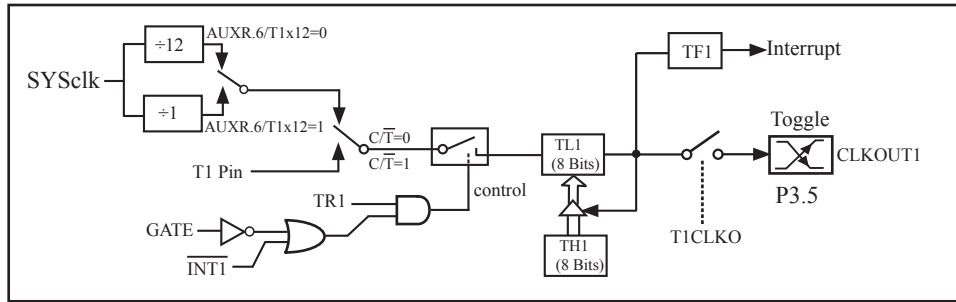 AUXR.6/T1x12=0
÷12
TF1
Interrupt
SYSclk
÷1
AUXR.6/T1x12=1
Toggle
C/T̅=0
TL1
(8 Bits)
CLKOUT1
C/T̅=1
T1 Pin
control
P3.5
TR1
GATE
T1CLKO
I̅N̅T̅1̅
TH1
(8 Bits)